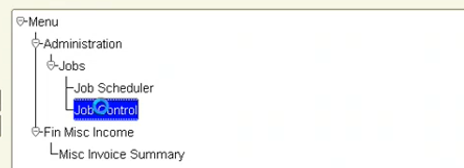 Menu
Administration
Jobs
Job Scheduler
Job Control
Fin Misc Income
Misc Invoice Summary